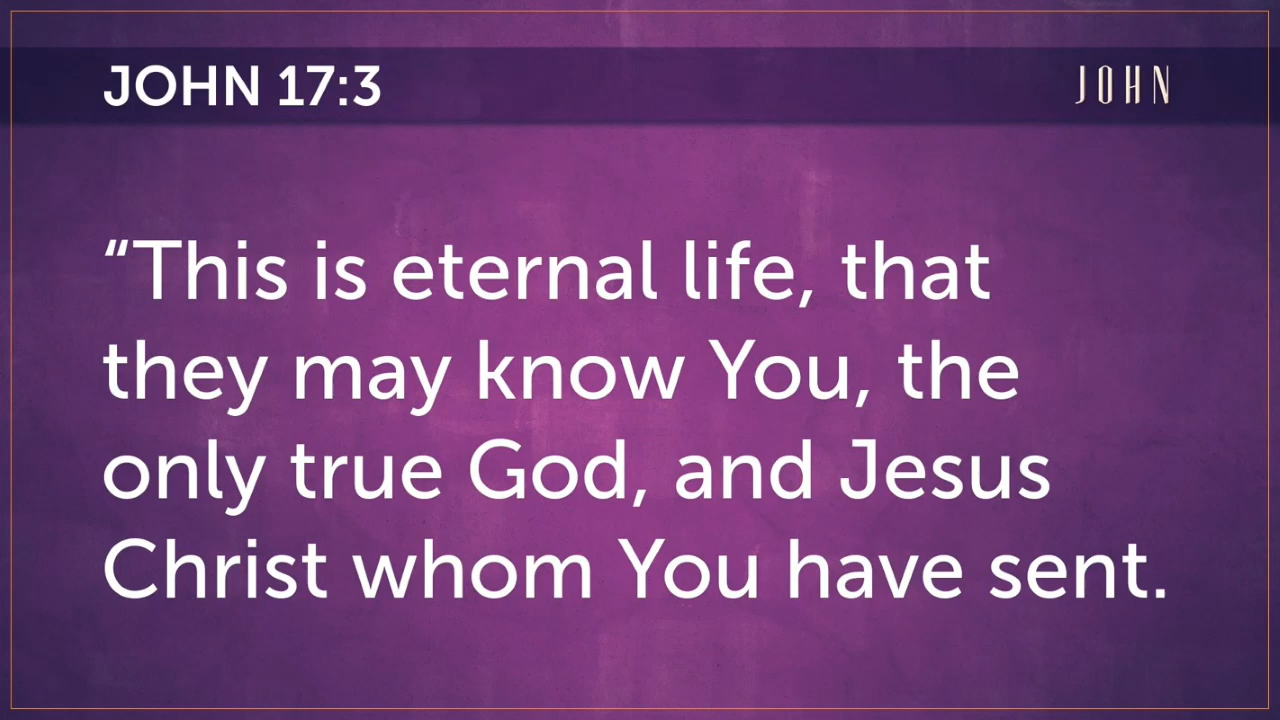 JOHN 17:3
JOHN
“This is eternal life, that
they may know You, the
only true God, and Jesus
Christ whom You have sent.